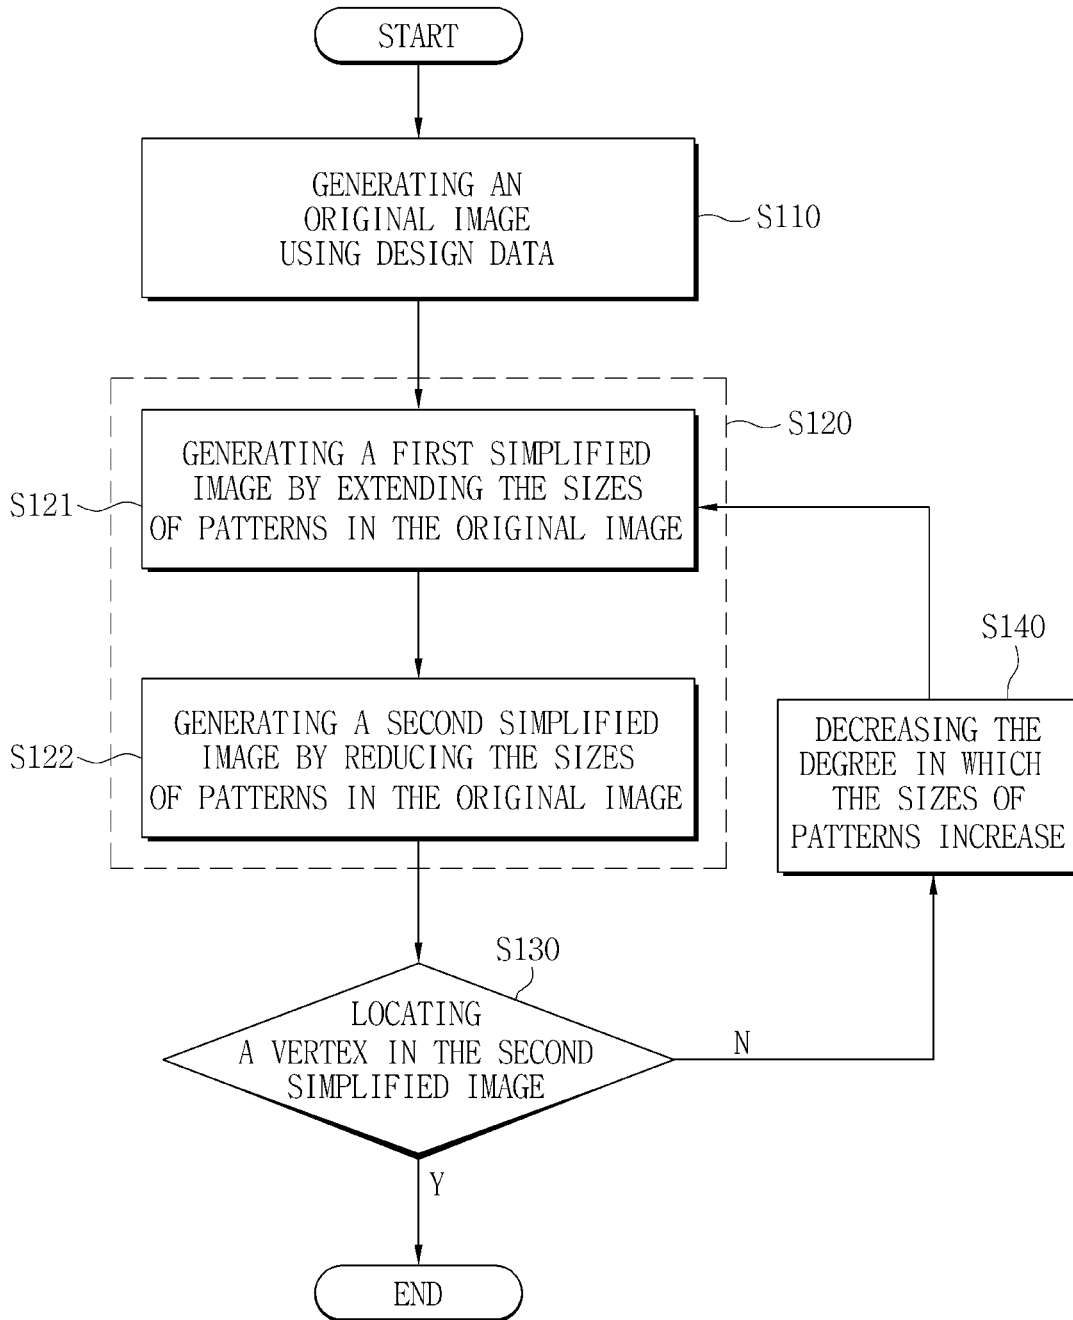 START
GENERATING AN
ORIGINAL IMAGE
USING DESIGN DATA
S110
S120
GENERATING A FIRST SIMPLIFIED
IMAGE BY EXTENDING THE SIZES
OF PATTERNS IN THE ORIGINAL IMAGE
S121
S140
GENERATING A SECOND SIMPLIFIED
IMAGE BY REDUCING THE SIZES
OF PATTERNS IN THE ORIGINAL IMAGE
S122
DECREASING THE
DEGREE IN WHICH
THE SIZES OF
PATTERNS INCREASE
S130
LOCATING
A VERTEX IN THE SECOND
SIMPLIFIED IMAGE
N
Y
END